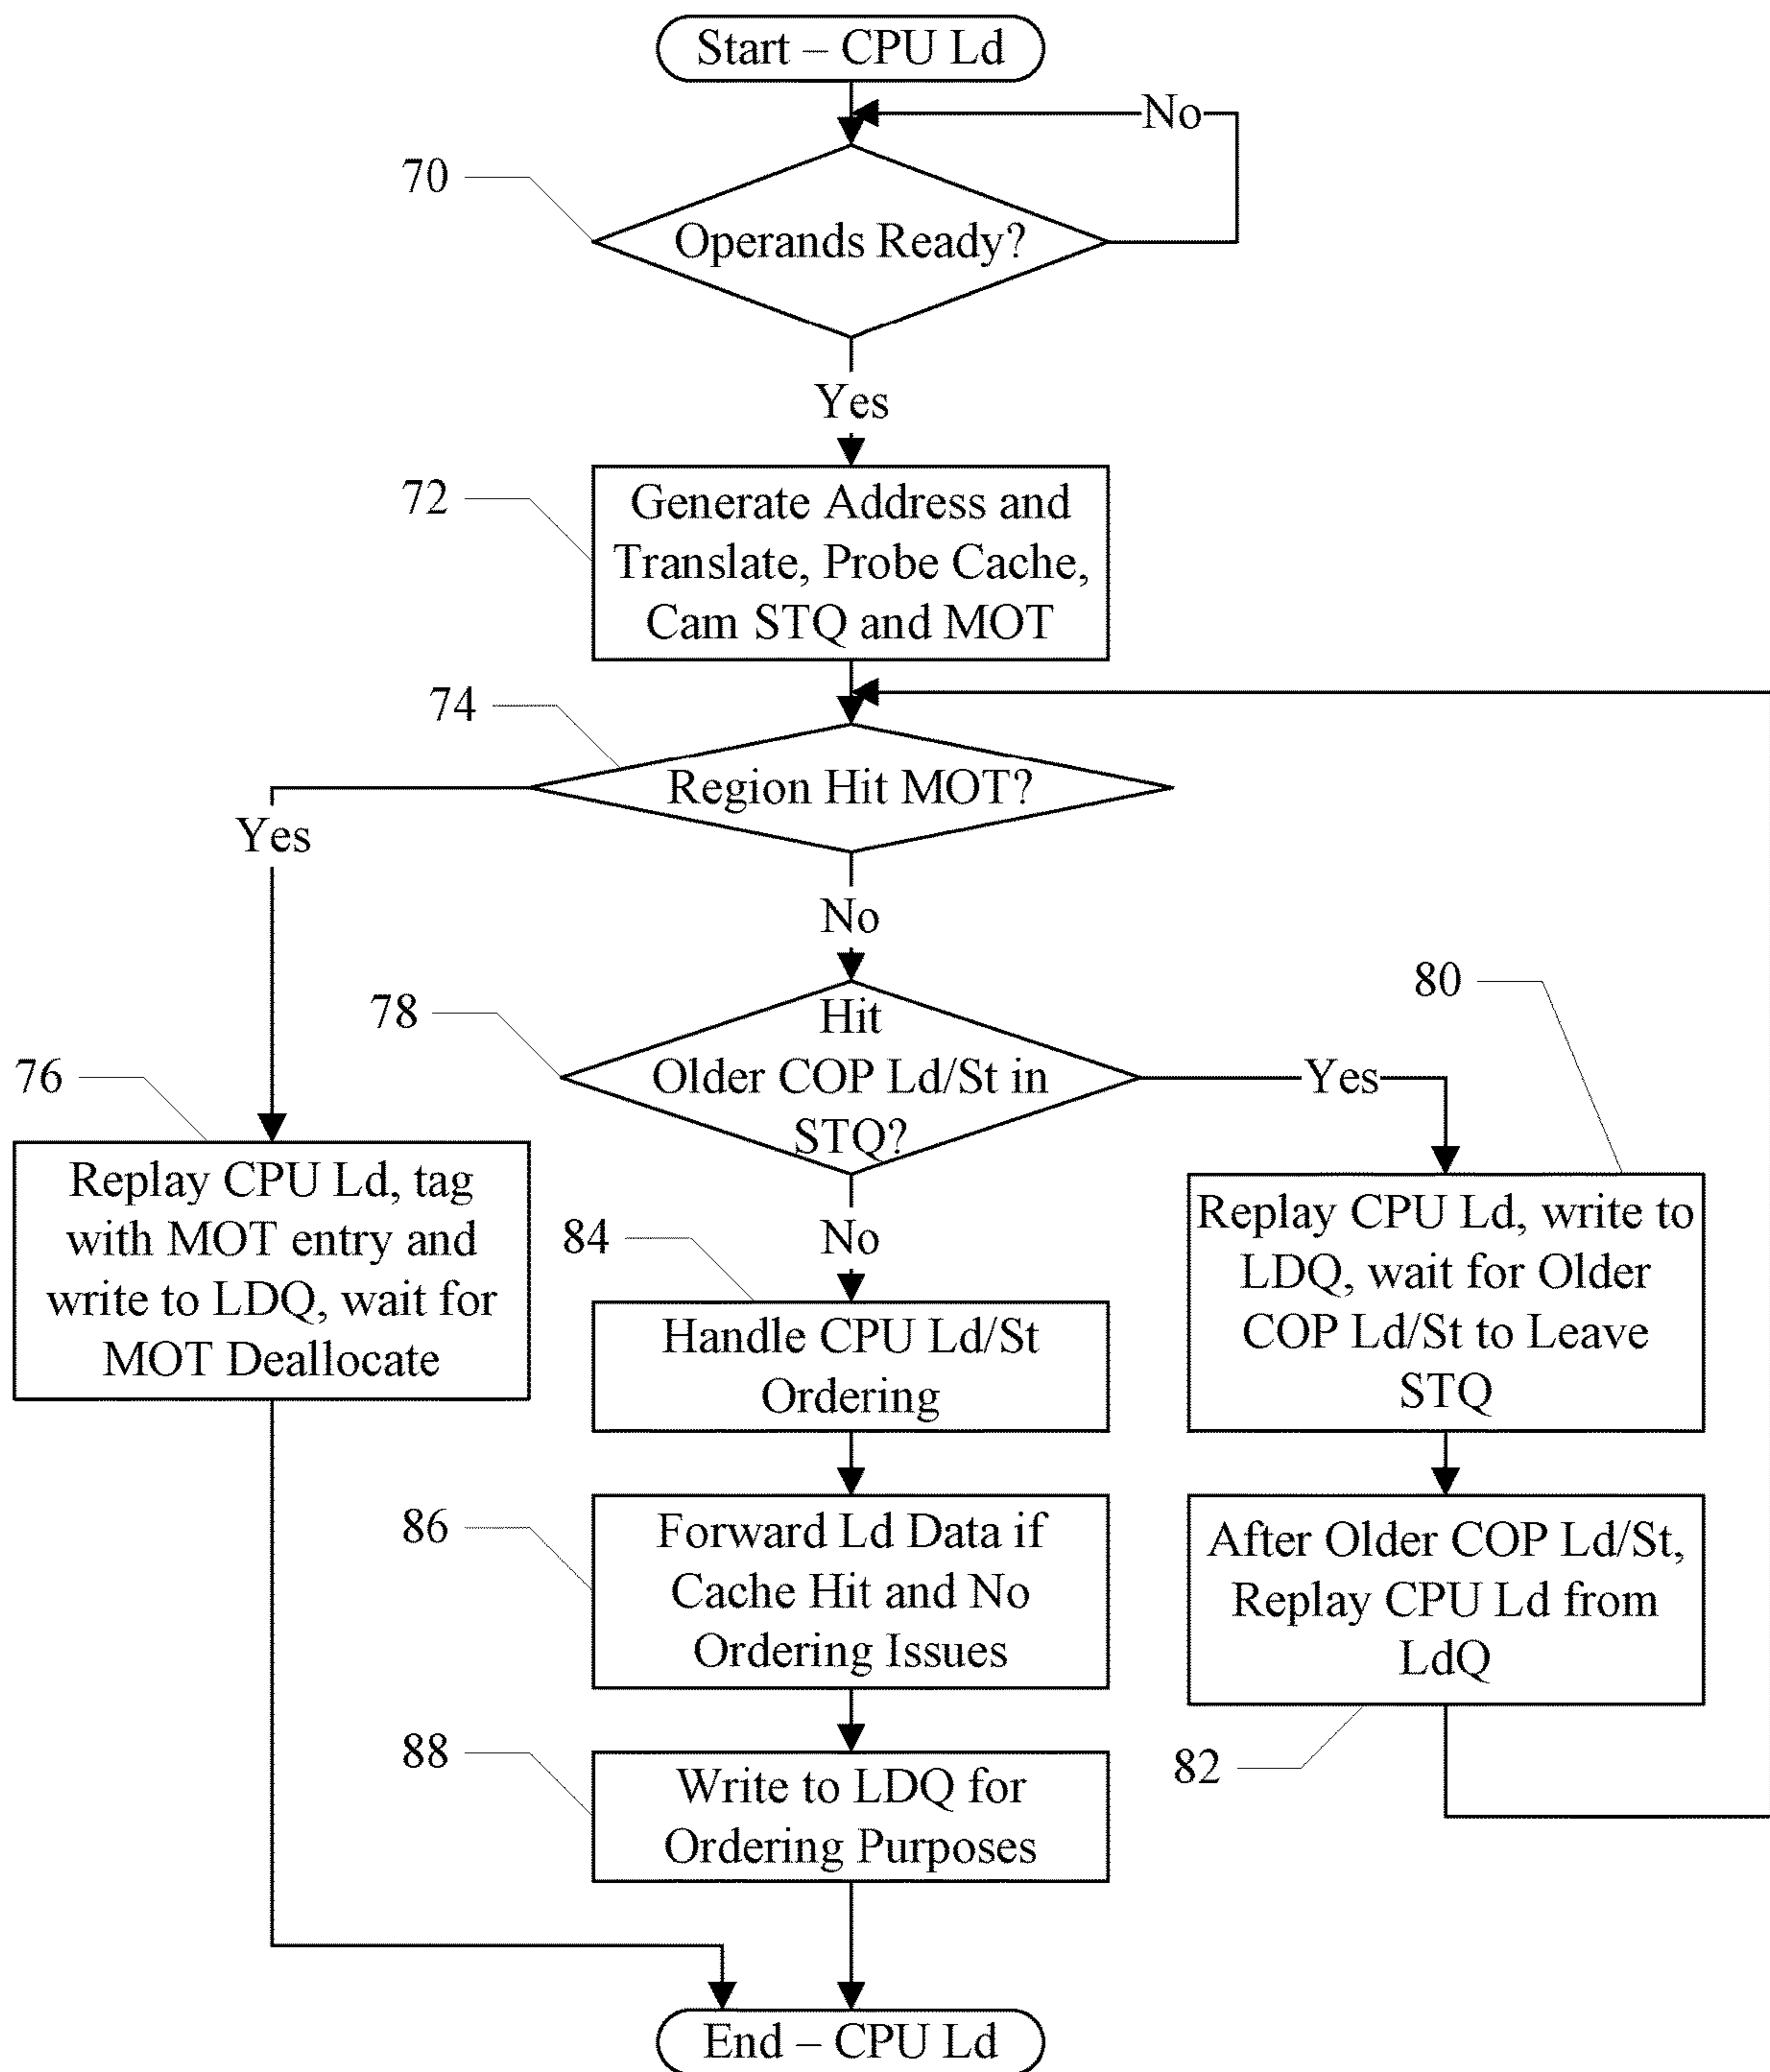 Start – CPU Ld
No
70
Operands Ready?
Yes
72
Generate Address and
Translate, Probe Cache,
Cam STQ and MOT
74
Region Hit MOT?
Yes
No
78
Hit
Older COP Ld/St in
STQ?
Yes
80
76
Replay CPU Ld, tag
with MOT entry and
write to LDQ, wait for
MOT Deallocate
No
84
Handle CPU Ld/St
Ordering
Replay CPU Ld, write to
LDQ, wait for Older
COP Ld/St to Leave
STQ
86
Forward Ld Data if
Cache Hit and No
Ordering Issues
After Older COP Ld/St,
Replay CPU Ld from
LdQ
82
88
Write to LDQ for
Ordering Purposes
End – CPU Ld